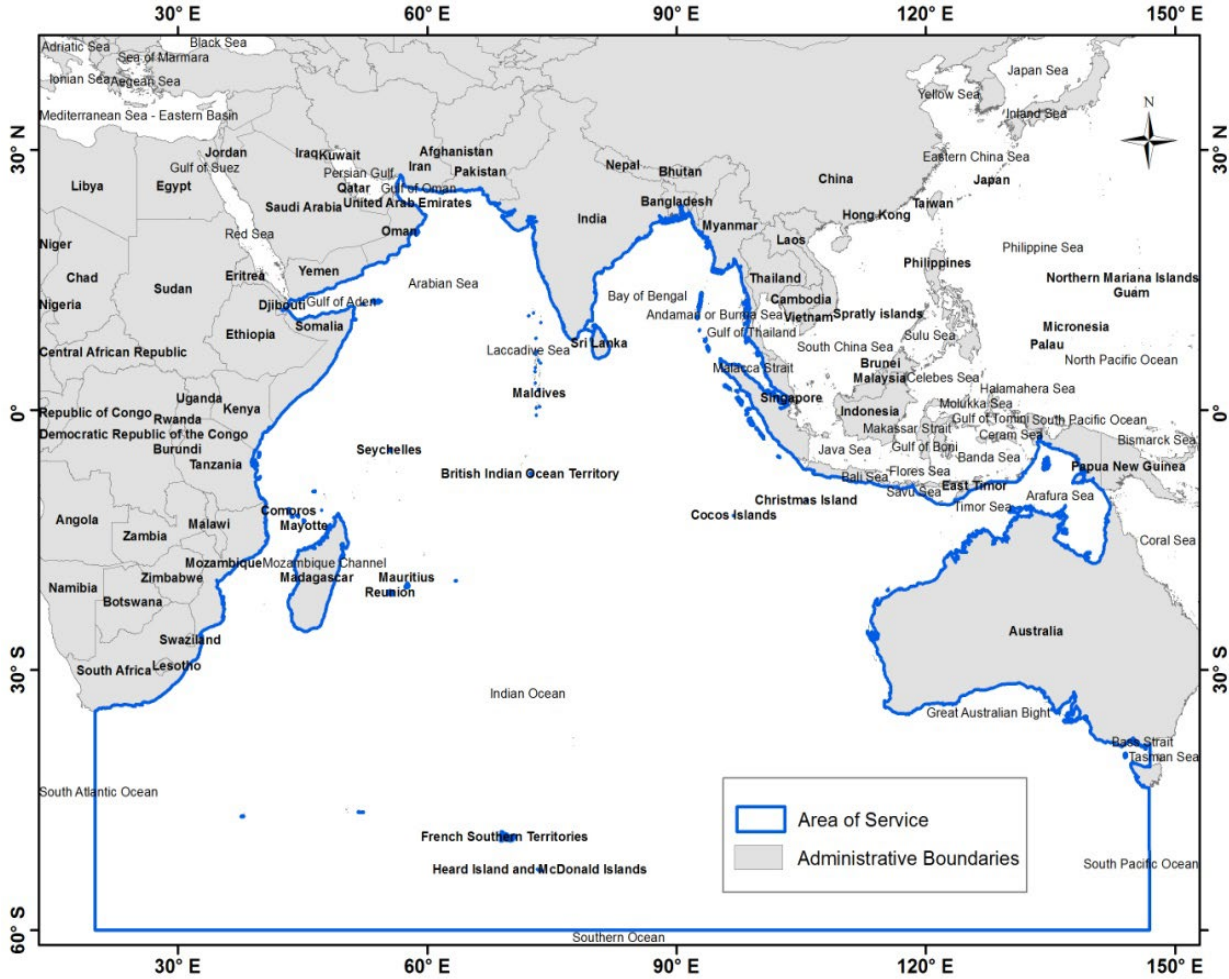 30° E 60° E 90° E 120° E 150° E
Adriatic Sea
Black Sea
Sea of Marmara
Ionian Sea
Aegean Sea
Japan Sea
Yellow Sea
Inland Sea
Mediterranean Sea - Eastern Basin
N
30° N
30° N
Jordan
Iraq
Kuwait
Afghanistan
Iran
Pakistan
Nepal
Bhutan
China
Eastern China Sea
Japan
Gulf of Suez
Persian Gulf
Libya
Egypt
Qatar
Gulf of Oman
Saudi Arabia
United Arab Emirates
India
Bangladesh
Myanmar
Taiwan
Hong Kong
Red Sea
Oman
Niger
Laos
Philippine Sea
Chad
Sudan
Eritrea
Yemen
Arabian Sea
Thailand
Philippines
Northern Mariana Islands
Guam
Nigeria
Djibouti
Gulf of Aden
Bay of Bengal
Cambodia
Andaman or Burma Sea
Vietnam
Spratly islands
Ethiopia
Somalia
Gulf of Thailand
Micronesia
Central African Republic
Laccadive Sea
Sri Lanka
South China Sea
Sulu Sea
Palau
North Pacific Ocean
Malacca Strait
Brunei
Malaysia
Celebes Sea
Halamahera Sea
Uganda
Kenya
Maldives
Singapore
0°
0°
Republic of Congo
Rwanda
Indonesia
Molukka Sea
Gulf of Tomini
South Pacific Ocean
Democratic Republic of the Congo
Makassar Strait
Ceram Sea
Bismarck Sea
Burundi
Seychelles
Java Sea
Gulf of Boni
Banda Sea
Tanzania
British Indian Ocean Territory
Bali Sea
Flores Sea
Papua New Guinea
Savu Sea
East Timor
Arafura Sea
Christmas Island
Timor Sea
Angola
Malawi
Comoros
Mayotte
Cocos Islands
Zambia
Coral Sea
Mozambique
Mozambique Channel
Namibia
Zimbabwe
Madagascar
Mauritius
Reunion
Botswana
Swaziland
Australia
South Africa
Lesotho
30° S
30° S
Indian Ocean
Great Australian Bight
Bass Strait
Tasman Sea
South Atlantic Ocean
Area of Service
French Southern Territories
Administrative Boundaries
Heard Island and McDonald Islands
South Pacific Ocean
60° S
60° S
Southern Ocean
30° E 60° E 90° E 120° E 150° E